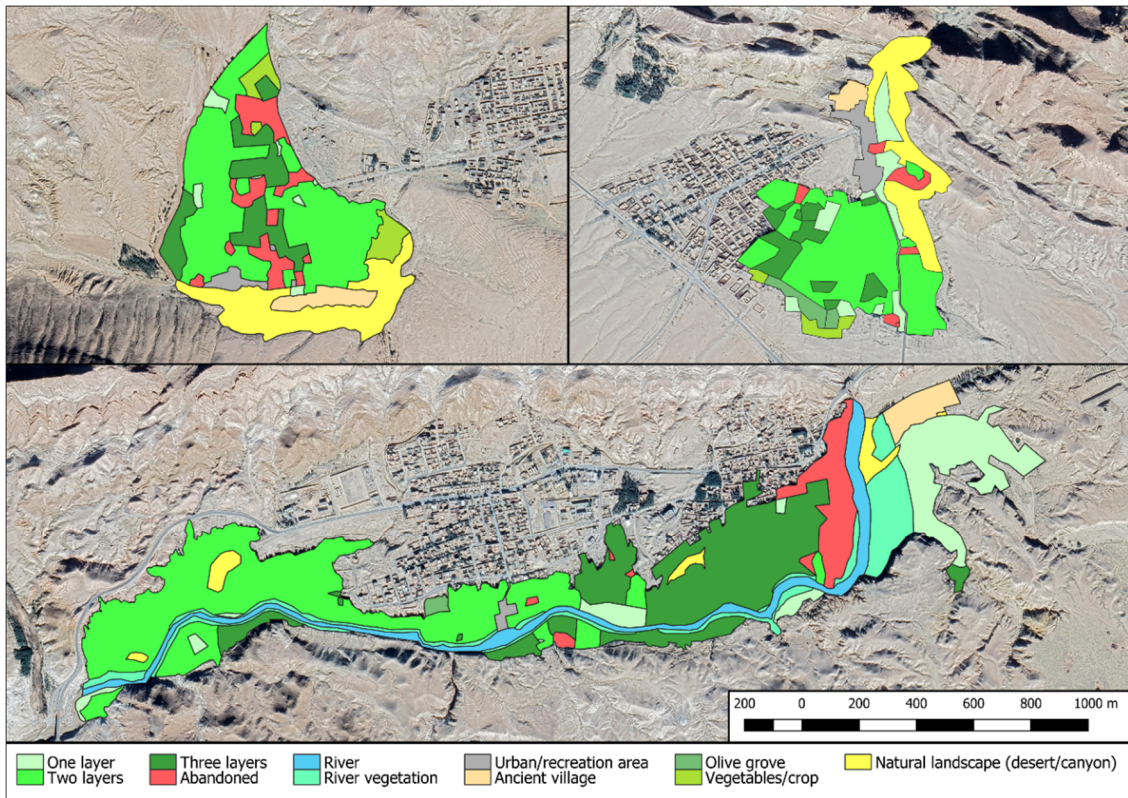 200 0 200 400 600 800 1000 m
One layer Three layers River Urban/recreation area Olive grove Natural landscape (desert/canyon)
Two layers Abandoned River vegetation Ancient village Vegetables/crop